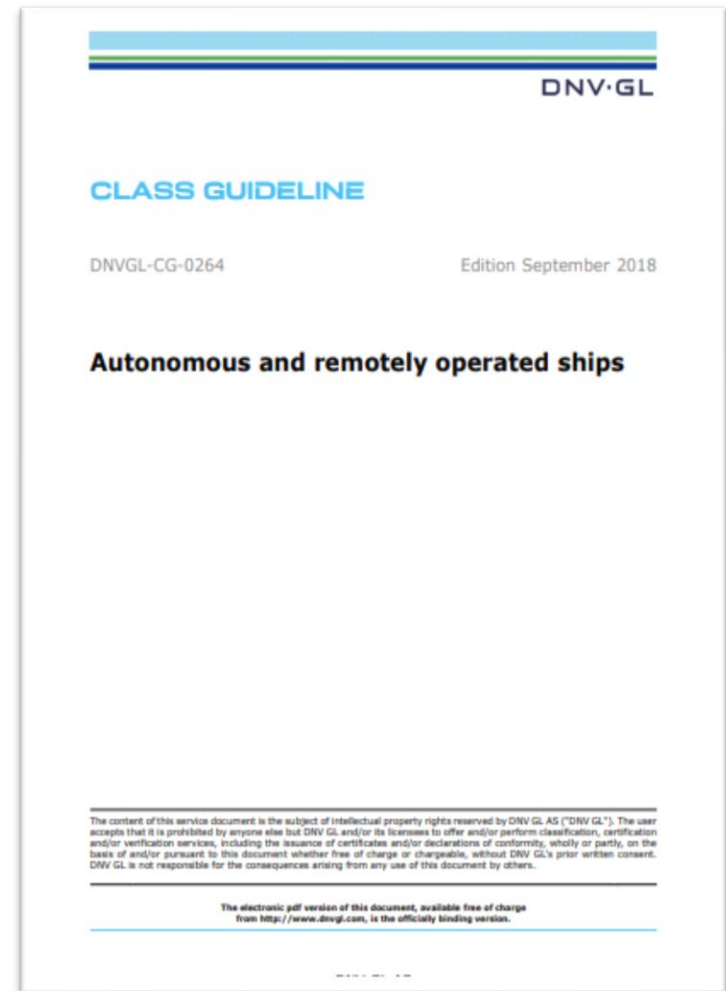 DNV·GL
CLASS GUIDELINE
DNVGL-CG-0264 Edition September 2018
Autonomous and remotely operated ships
The content of this service document is the subject of intellectual property rights reserved by DNV GL AS ("DNV GL"). The user
accepts that it is prohibited by anyone else but DNV GL and/or its licensees to offer and/or perform classification, certification
and/or verification services, including the issuance of certificates and/or declarations of conformity, wholly or partly, on the
basis of and/or pursuant to this document whether free of charge or chargeable, without DNV GL's prior written consent.
DNV GL is not responsible for the consequences arising from any use of this document by others.
The electronic pdf version of this document, available free of charge
from http://www.dnvgl.com, is the officially binding version.